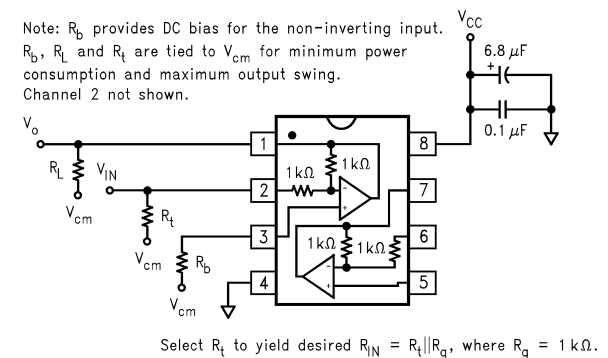 Note: Rb provides DC bias for the non-inverting input.
Rb, RL and Rt are tied to Vcm for minimum power
consumption and maximum output swing.
Channel 2 not shown.
VCC
6.8 μF
+
0.1 μF
Vo
RL
Vcm
VIN
Rt
Vcm
Rb
Vcm
1
2
3
4
8
7
6
5
1kΩ
1kΩ
-
+
1kΩ
1kΩ
-
+
Select Rt to yield desired RIN = Rt||Rg, where Rg = 1kΩ.